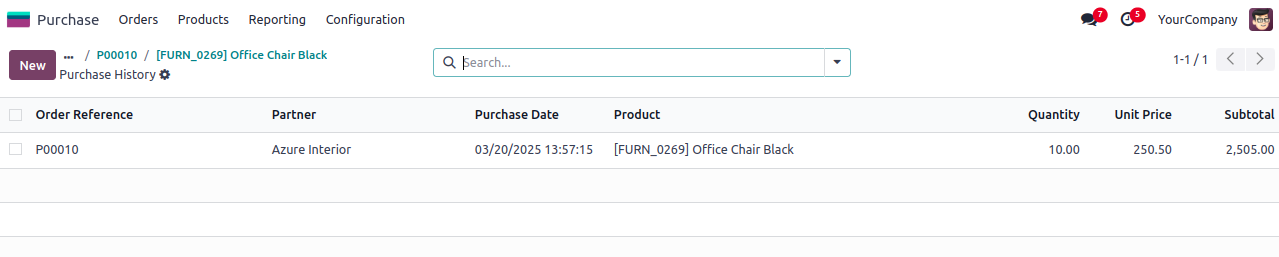 Purchase Orders Products Reporting Configuration 7 5 YourCompany
New ... / P00010 / [FURN_0269] Office Chair Black
Purchase History
Search...
1-1 / 1
Order Reference Partner Purchase Date Product Quantity Unit Price Subtotal
P00010 Azure Interior 03/20/2025 13:57:15 [FURN_0269] Office Chair Black 10.00 250.50 2,505.00